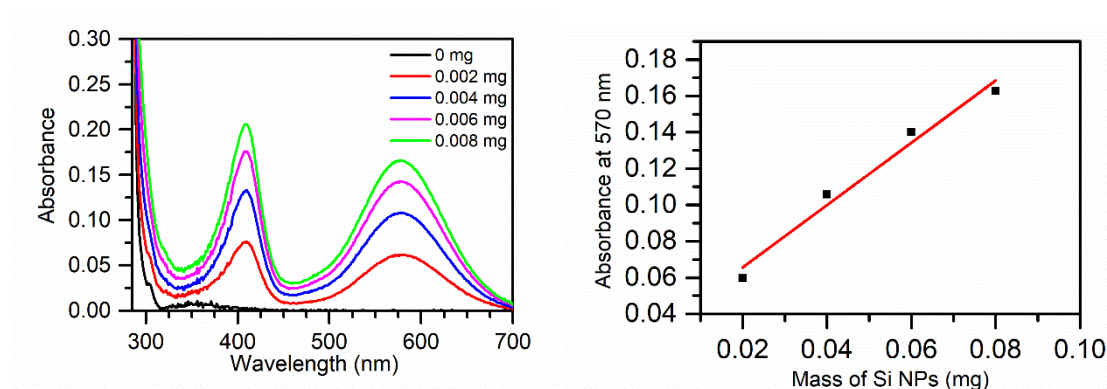 0.30
0.25
0.20
0.15
0.10
0.05
0.00
Absorbance
0 mg
0.002 mg
0.004 mg
0.006 mg
0.008 mg
300 400 500 600 700
Wavelength (nm)
0.18
0.16
0.14
0.12
0.10
0.08
0.06
0.04
Absorbance at 570 nm
0.02 0.04 0.06 0.08 0.10
Mass of Si NPs (mg)